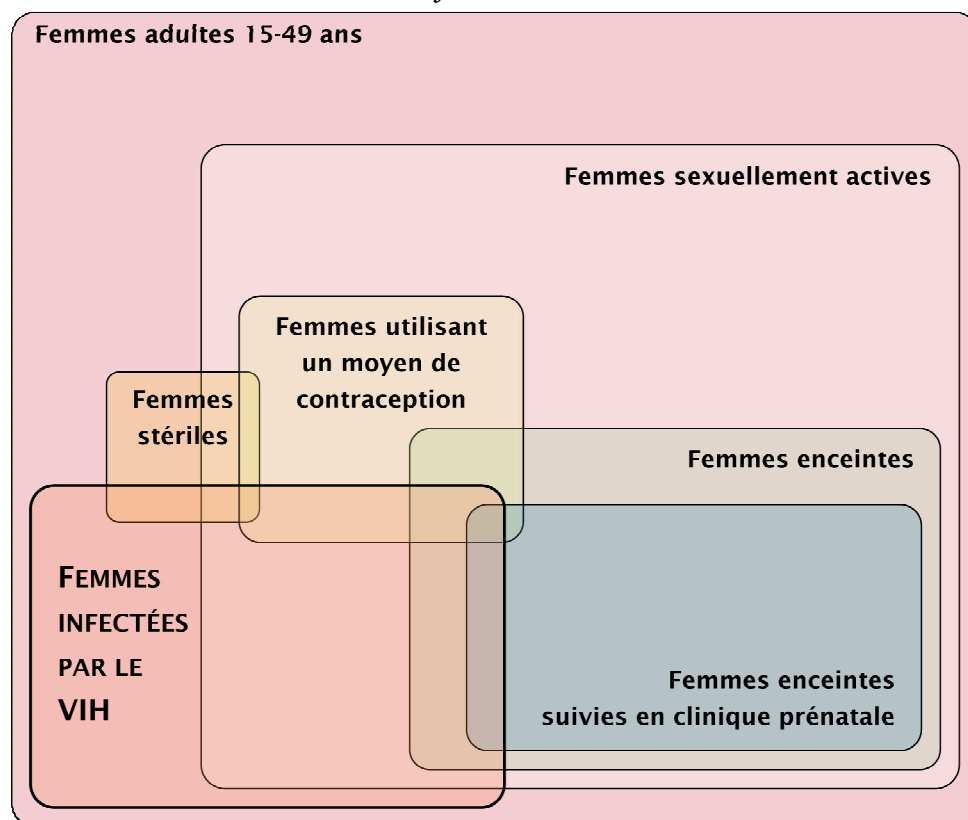 Femmes adultes 15-49 ans
Femmes sexuellement actives
Femmes utilisant
un moyen de
contraception
Femmes
stériles
Femmes enceintes
FEMMES
INFECTÉES
PAR LE
VIH
Femmes enceintes
suivies en clinique prénatale